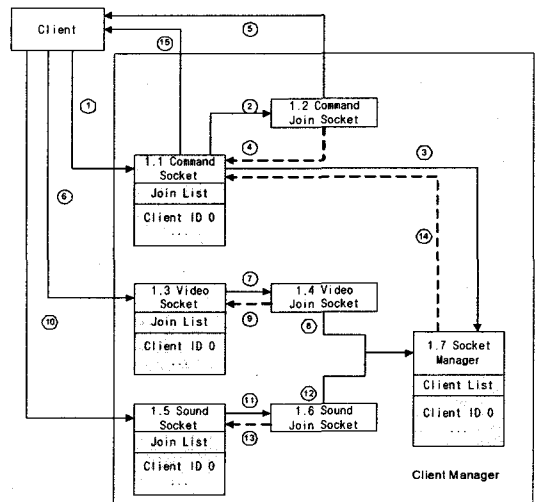 Client
⑤
⑮
①
②
1.2 Command
Join Socket
④
③
1.1 Command
Socket
Join List
Client ID 0
...
⑥
⑭
1.3 Video
Socket
Join List
Client ID 0
...
⑦
⑨
1.4 Video
Join Socket
⑧
⑩
1.7 Socket
Manager
Client List
Client ID 0
...
⑫
1.5 Sound
Socket
Join List
Client ID 0
...
⑪
⑬
1.6 Sound
Join Socket
Client Manager